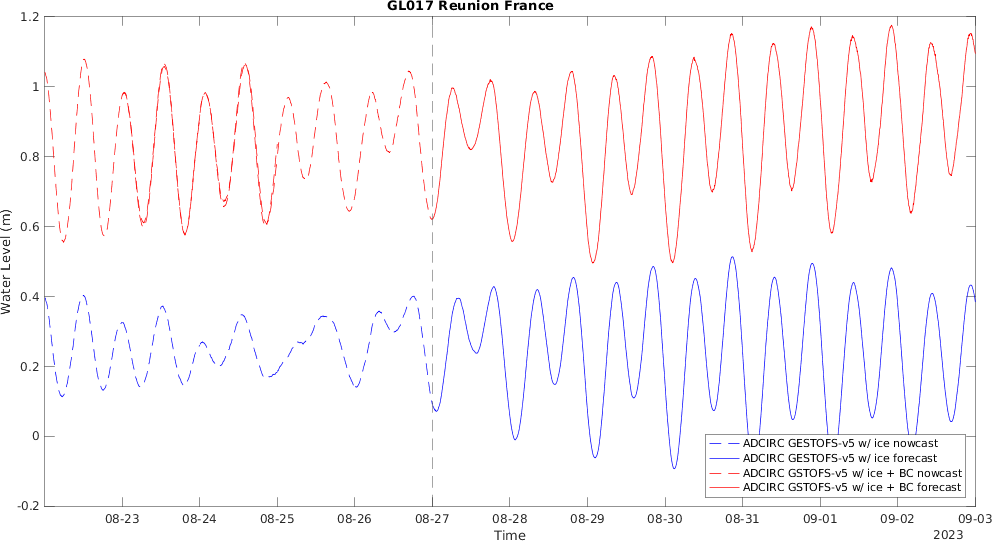 GL017 Reunion France
1.2
1
0.8
0.6
0.4
0.2
0
-0.2
Water Level (m)
ADCIRC GESTOFS-v5 w/ ice nowcast
ADCIRC GESTOFS-v5 w/ ice forecast
ADCIRC GSTOFS-v5 w/ ice + BC nowcast
ADCIRC GSTOFS-v5 w/ ice + BC forecast
08-23 08-24 08-25 08-26 08-27 08-28 08-29 08-30 08-31 09-01 09-02 09-03
Time
2023